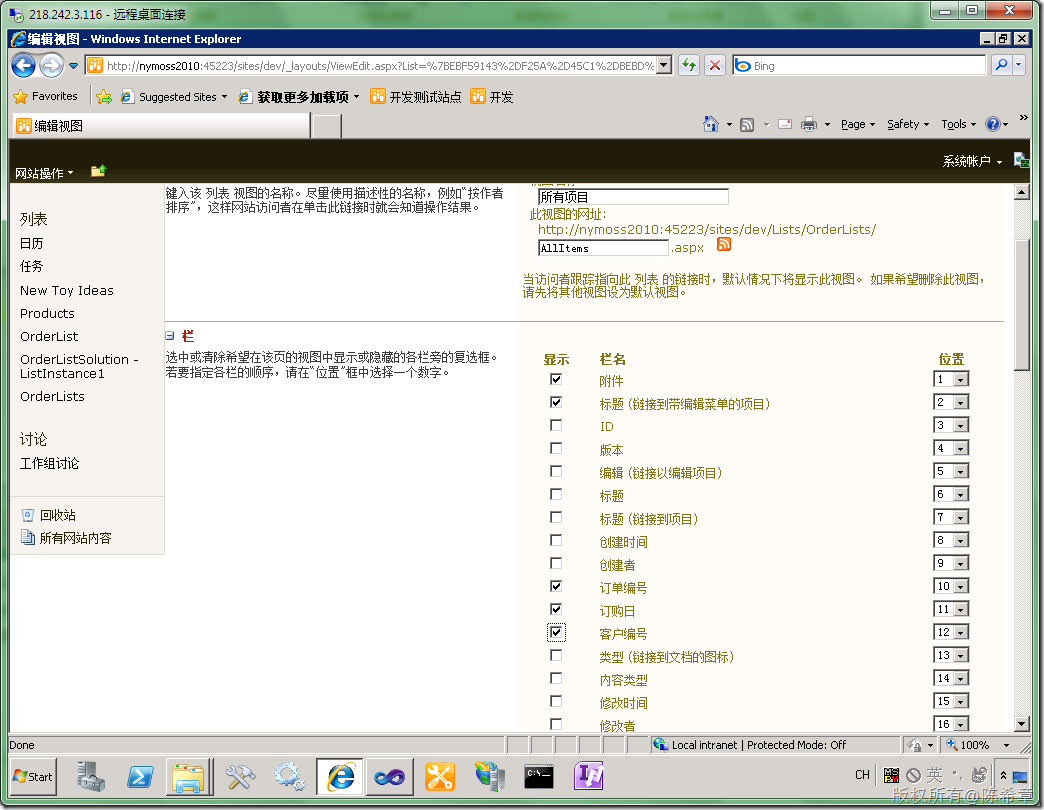 218.242.3.116 - 远程桌面连接
编辑视图 - Windows Internet Explorer
http://nymoss2010:45223/sites/dev/_layouts/ViewEdit.aspx?List=%7BEBF59143%2DF25A%2D45C1%2DBEBD%
Bing
Favorites
Suggested Sites
获取更多加载项
开发测试站点
开发
编辑视图
Page
Safety
Tools
网站操作
系统帐户
列表
日历
任务
New Toy Ideas
Products
OrderList
OrderListSolution -
ListInstance1
OrderLists
讨论
工作组讨论
回收站
所有网站内容
键入该 列表 视图的名称。尽量使用描述性的名称，例如“按作者
排序”，这样网站访问者在单击此链接时就会知道操作结果。
所有项目
此视图的网址:
http://nymoss2010:45223/sites/dev/Lists/OrderLists/
AllItems .aspx
当访问者跟踪指向此 列表 的链接时，默认情况下将显示此视图。 如果希望删除此视图，
请先将其他视图设为默认视图。
栏
选中或清除希望在该页的视图中显示或隐藏的各栏旁的复选框。
若要指定各栏的顺序，请在“位置”框中选择一个数字。
显示 栏名 位置
附件 1
标题 (链接到带编辑菜单的项目) 2
ID 3
版本 4
编辑 (链接以编辑项目) 5
标题 6
标题 (链接到项目) 7
创建时间 8
创建者 9
订单编号 10
订购日 11
客户编号 12
类型 (链接到文档的图标) 13
内容类型 14
修改时间 15
修改者 16
Done
Local intranet | Protected Mode: Off
100%
Start
CH
英
版权所有@陈希章